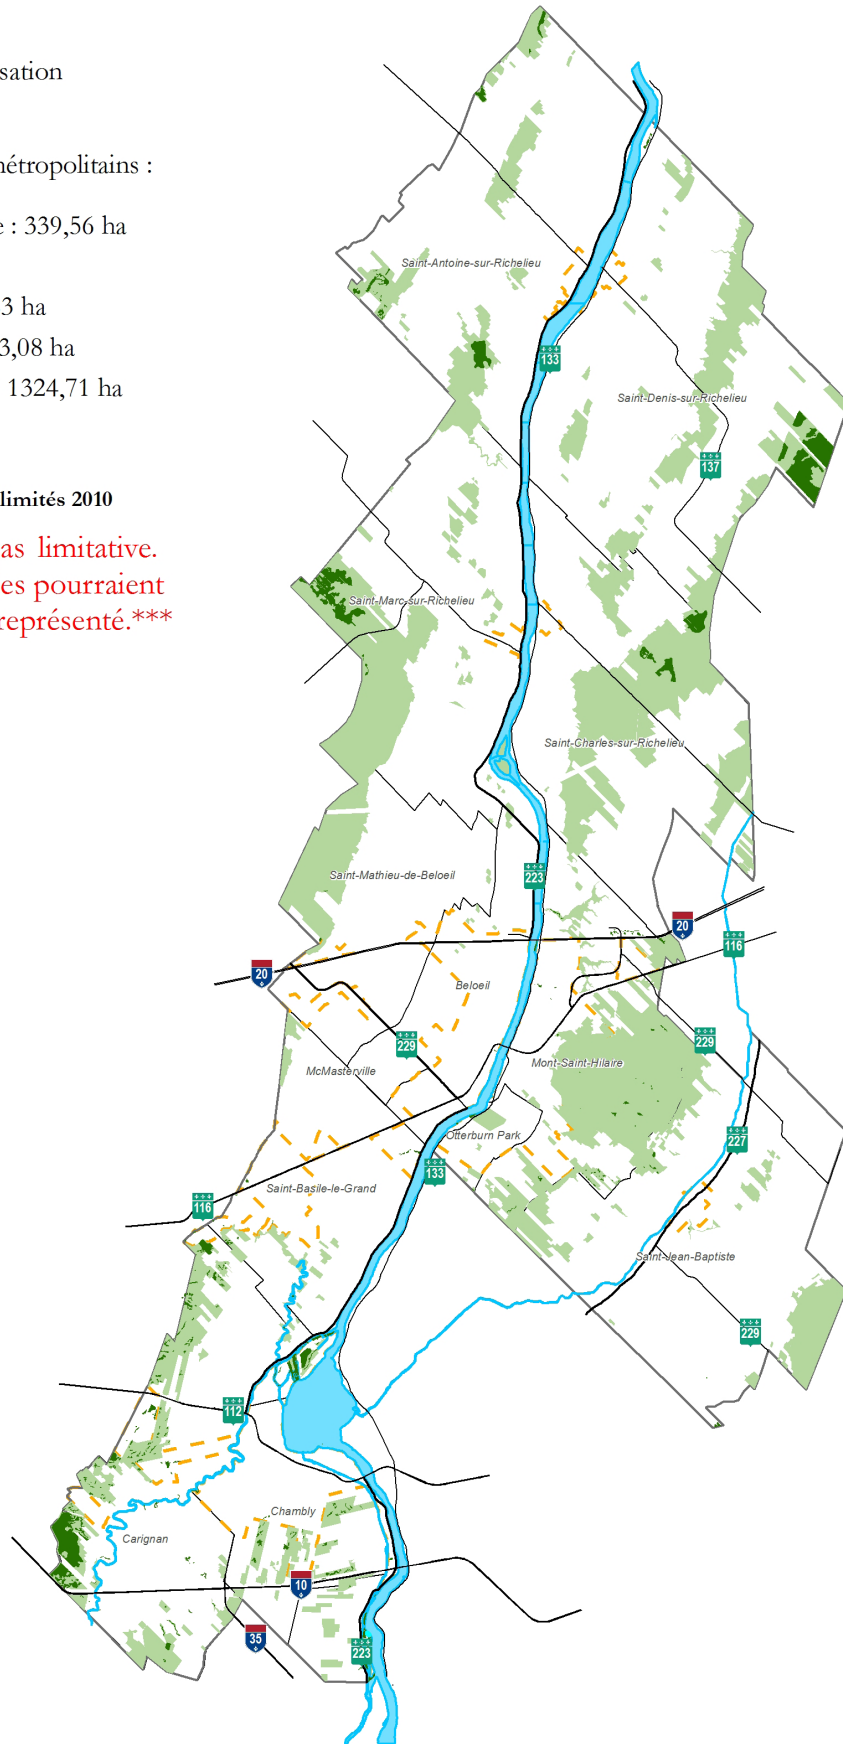 sation
nétropolitains :
e : 339,56 ha
3 ha
3,08 ha
1324,71 ha
limités 2010
as limitative.
es pourraient
représenté.***
Saint-Antoine-sur-Richelieu
133
Saint-Denis-sur-Richelieu
137
Saint-Marc-sur-Richelieu
Saint-Charles-sur-Richelieu
Saint-Mathieu-de-Beloeil
223
20
116
20
Beloeil
229
229
Mont-Saint-Hilaire
McMasterville
Otterburn Park
227
133
Saint-Basile-le-Grand
116
Saint-Jean-Baptiste
229
112
Chambly
Carignan
10
35
223